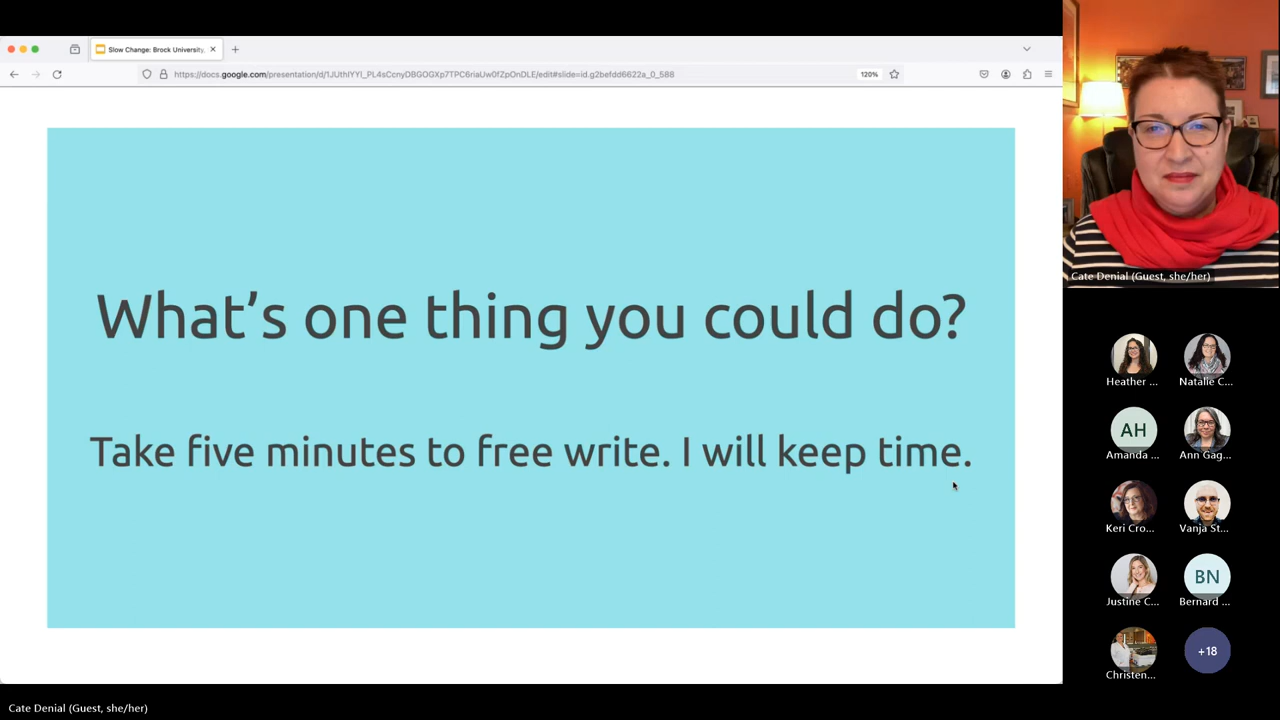 Slow Change: Brock University,
https://docs.google.com/presentation/d/1JUthIYYI_PL4sCcnyDBGOGXp7TPC6riaUw0fZpOnDLE/edit#slide=id.g2befdd6622a_0_588
120%
What's one thing you could do?
Take five minutes to free write. I will keep time.
Cate Denial (Guest, she/her)
Heather ...
Natalie C...
AH
Amanda ...
Ann Gag...
Keri Cro...
Vanja St...
Justine C...
BN
Bernard ...
Christen...
+18
Cate Denial (Guest, she/her)